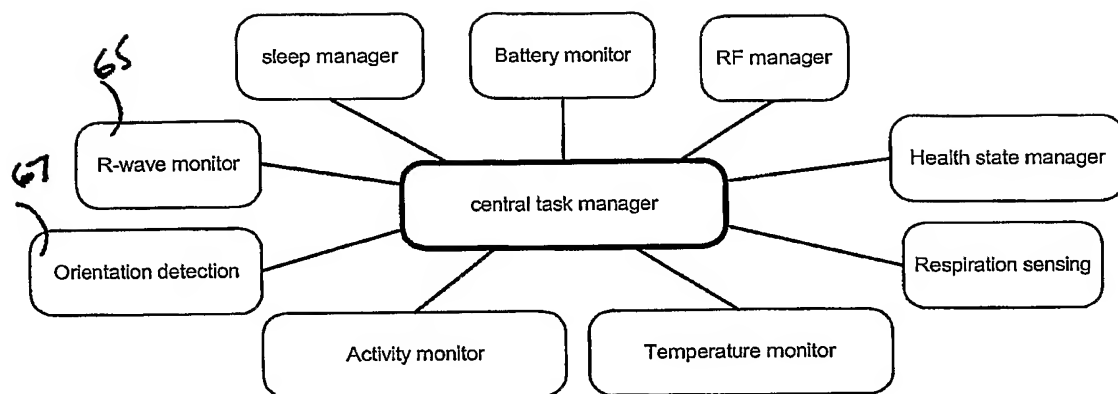 65
sleep manager
Battery monitor
RF manager
R-wave monitor
Health state manager
67
central task manager
Orientation detection
Respiration sensing
Activity monitor
Temperature monitor